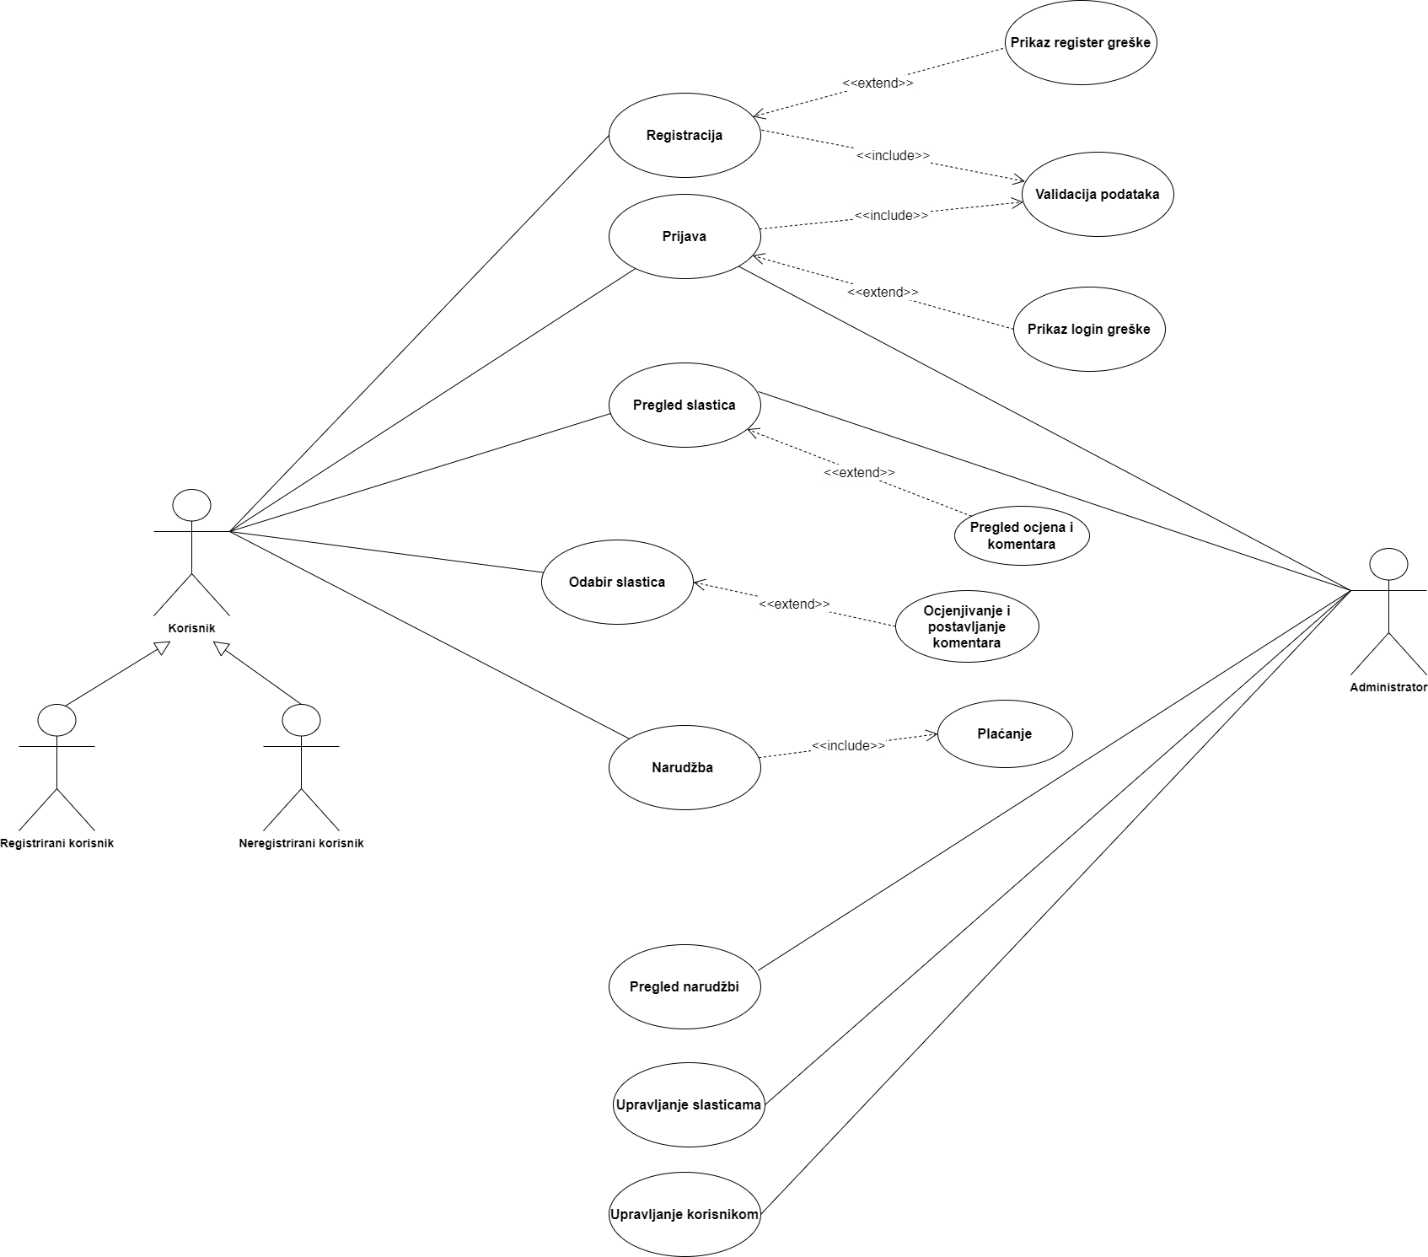 Prikaz register greške
<<extend>>
Registracija
<<include>>
Validacija podataka
<<include>>
Prijava
<<extend>>
Prikaz login greške
Pregled slastica
<<extend>>
Pregled ocjena i
komentara
Odabir slastica
<<extend>>
Ocjenjivanje i
postavljanje
komentara
Korisnik
Administrator
Plaćanje
<<include>>
Narudžba
Registrirani korisnik
Neregistrirani korisnik
Pregled narudžbi
Upravljanje slasticama
Upravljanje korisnikom